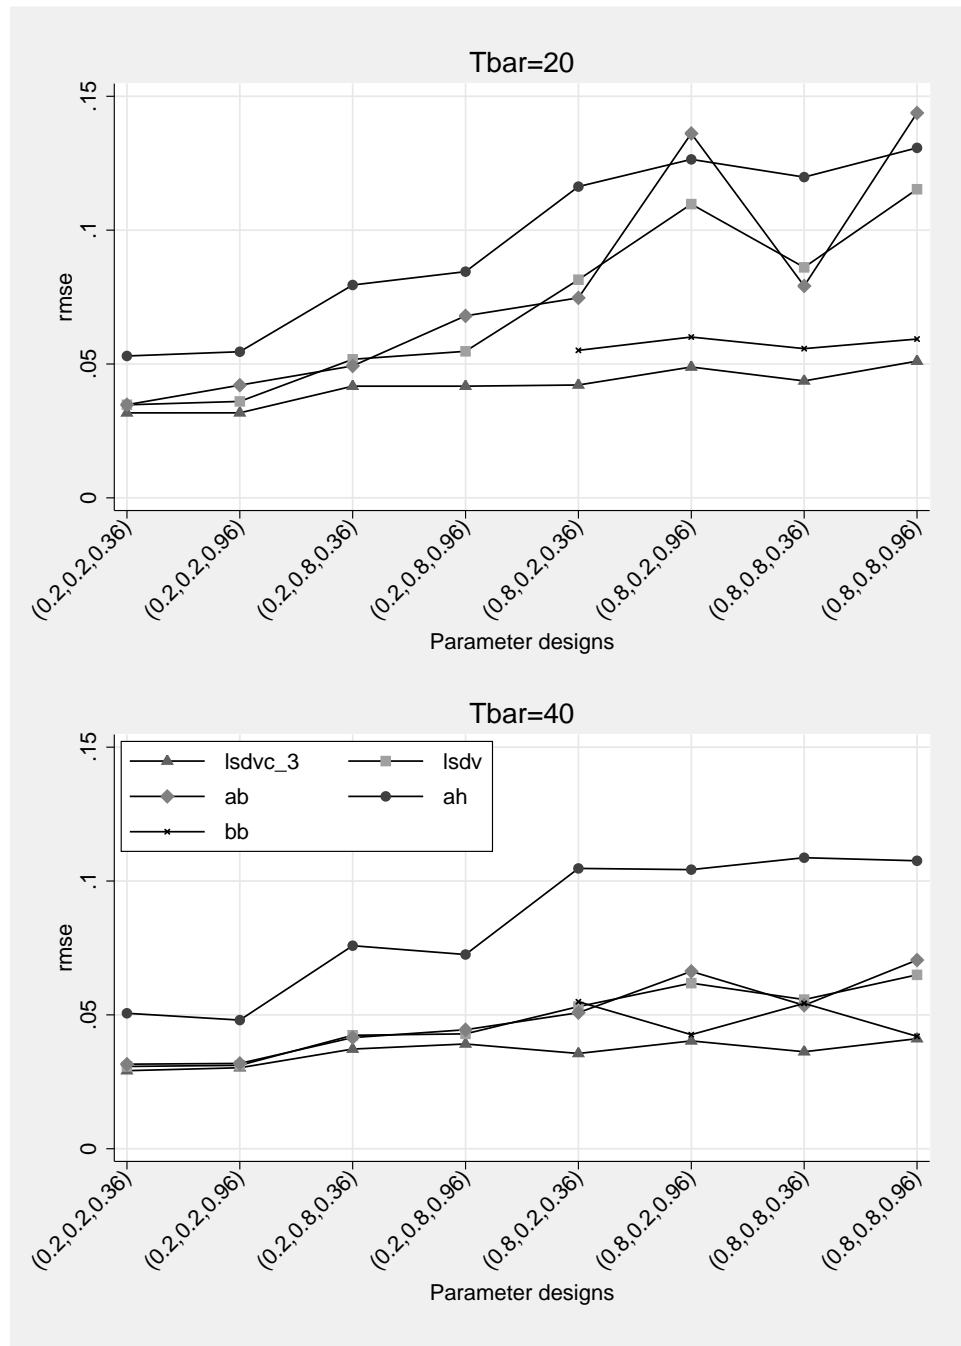 Tbar=20
.15
.1
.05
0
rmse
(0.2,0.2,0.36)
(0.2,0.2,0.96)
(0.2,0.8,0.36)
(0.2,0.8,0.96)
(0.8,0.2,0.36)
(0.8,0.2,0.96)
(0.8,0.8,0.36)
(0.8,0.8,0.96)
Parameter designs
Tbar=40
.15
.1
.05
0
rmse
lsdvc_3 lsdv
ab ah
bb
(0.2,0.2,0.36)
(0.2,0.2,0.96)
(0.2,0.8,0.36)
(0.2,0.8,0.96)
(0.8,0.2,0.36)
(0.8,0.2,0.96)
(0.8,0.8,0.36)
(0.8,0.8,0.96)
Parameter designs